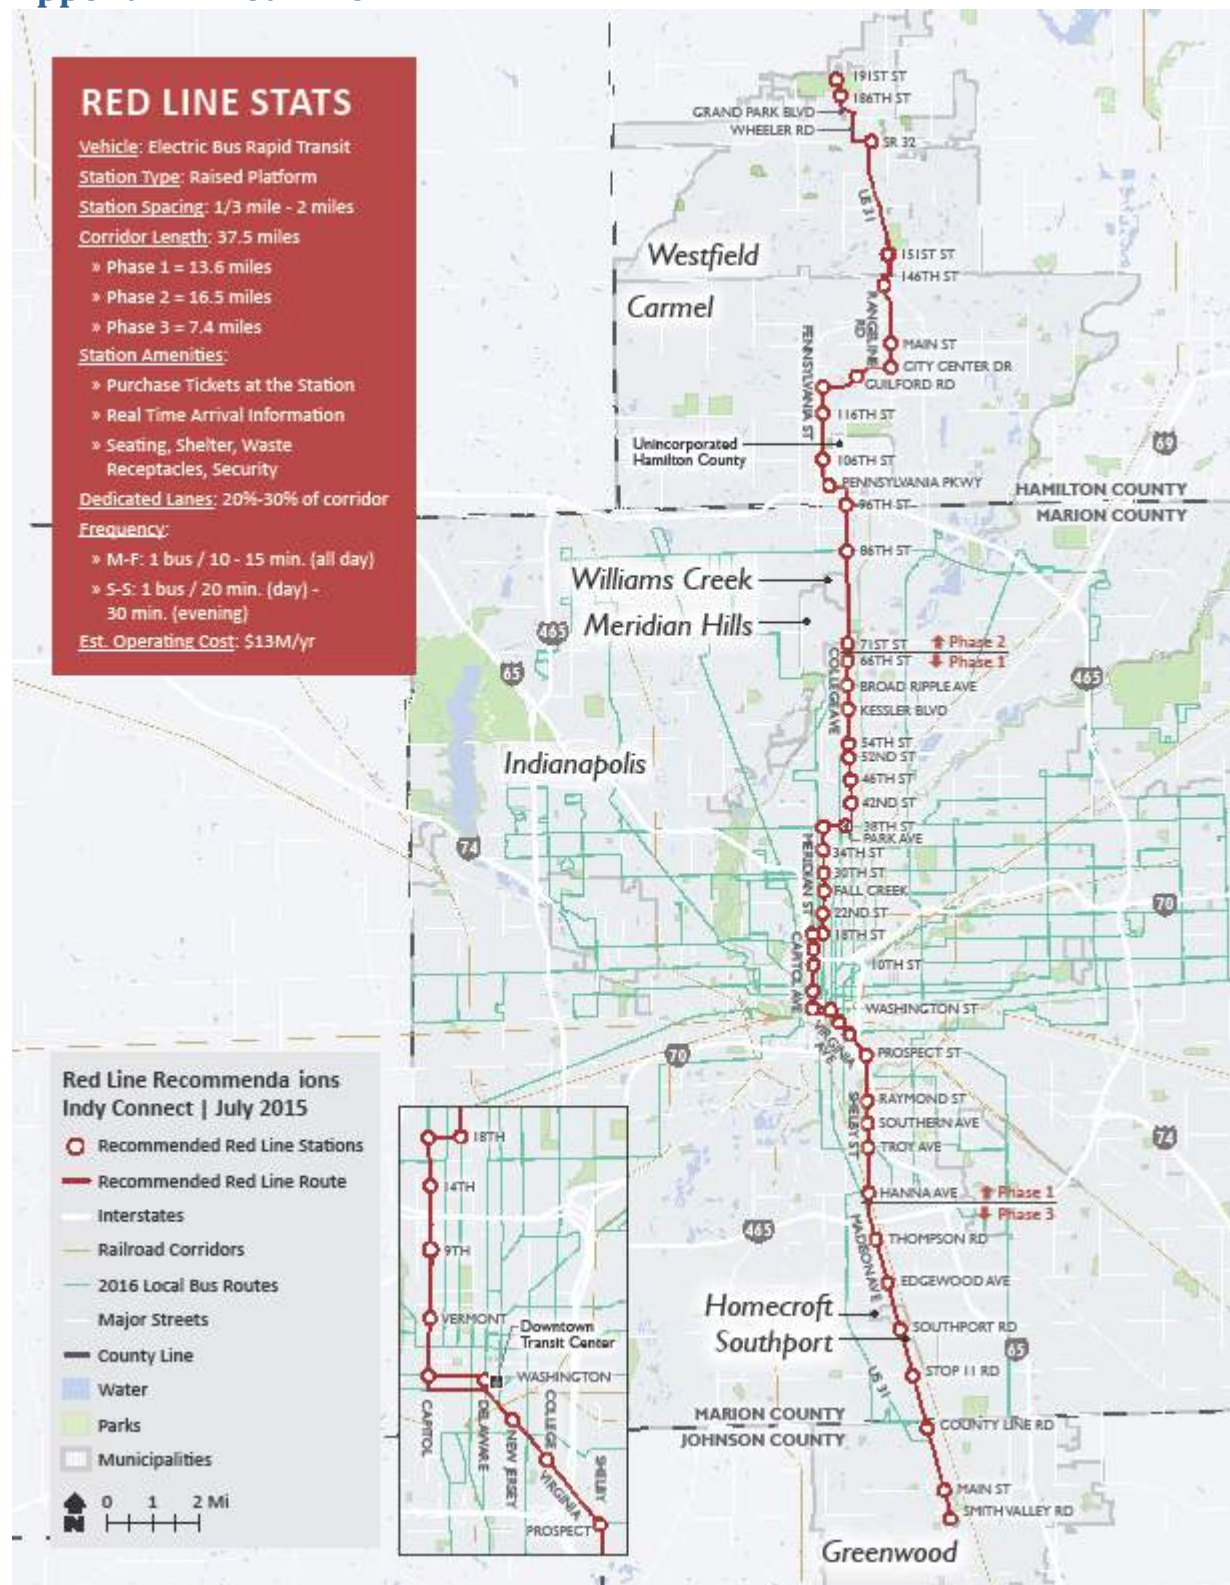 RED LINE STATS
Vehicle: Electric Bus Rapid Transit
Station Type: Raised Platform
Station Spacing: 1/3 mile - 2 miles
Corridor Length: 37.5 miles
» Phase 1 = 13.6 miles
» Phase 2 = 16.5 miles
» Phase 3 = 7.4 miles
Station Amenities:
» Purchase Tickets at the Station
» Real Time Arrival Information
» Seating, Shelter, Waste
Receptacles, Security
Dedicated Lanes: 20%-30% of corridor
Frequency:
» M-F: 1 bus / 10 - 15 min. (all day)
» S-S: 1 bus / 20 min. (day) -
30 min. (evening)
Est. Operating Cost: $13M/yr
191ST ST
186TH ST
GRAND PARK BLVD
WHEELER RD
SR 32
US 31
151ST ST
Westfield
146TH ST
Carmel
RANGELINE
RD
MAIN ST
CITY CENTER DR
GUILFORD RD
PENNSYLVANIA ST
116TH ST
Unincorporated
Hamilton County
69
106TH ST
PENNSYLVANIA PKWY
HAMILTON COUNTY
96TH ST
MARION COUNTY
86TH ST
Williams Creek
Meridian Hills
465
65
71ST ST
Phase 2
66TH ST
Phase 1
COLLEGE AVE
465
BROAD RIPPLE AVE
KESSLER BLVD
54TH ST
52ND ST
Indianapolis
46TH ST
42ND ST
38TH ST
PARK AVE
74
MERIDIAN ST
34TH ST
30TH ST
FALL CREEK
70
22ND ST
18TH ST
CAPITOL AVE
10TH ST
WASHINGTON ST
VIRGINIA
AVE
70
PROSPECT ST
SHELBY ST
RAYMOND ST
SOUTHERN AVE
TROY AVE
74
HANNA AVE
Phase 1
Phase 3
465
MADISON AVE
THOMPSON RD
EDGEWOOD AVE
Homecroft
SOUTHPORT RD
Southport
65
US 31
STOP 11 RD
MARION COUNTY
COUNTY LINE RD
JOHNSON COUNTY
MAIN ST
SMITH VALLEY RD
Greenwood
Red Line Recommenda ions
Indy Connect | July 2015
Recommended Red Line Stations
Recommended Red Line Route
Interstates
Railroad Corridors
2016 Local Bus Routes
Major Streets
County Line
Water
Parks
Municipalities
N
0 1 2 Mi
18TH
14TH
9TH
VERMONT
Downtown
Transit Center
WASHINGTON
CAPITOL
DELAWARE
NEW JERSEY
COLLEGE
VIRGINIA
SHELBY
PROSPECT